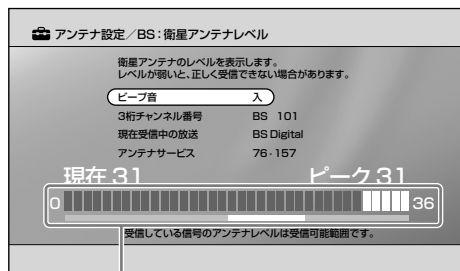 アンテナ設定／BS：衛星アンテナレベル
衛星アンテナのレベルを表示します。
レベルが弱いと、正しく受信できない場合があります。
ビープ音 入
3桁チャンネル番号 BS 101
現在受信中の放送 BS Digital
アンテナサービス 76-157
現在 31 ピーク 31
0 36
受信している信号のアンテナレベルは受信可能範囲です。